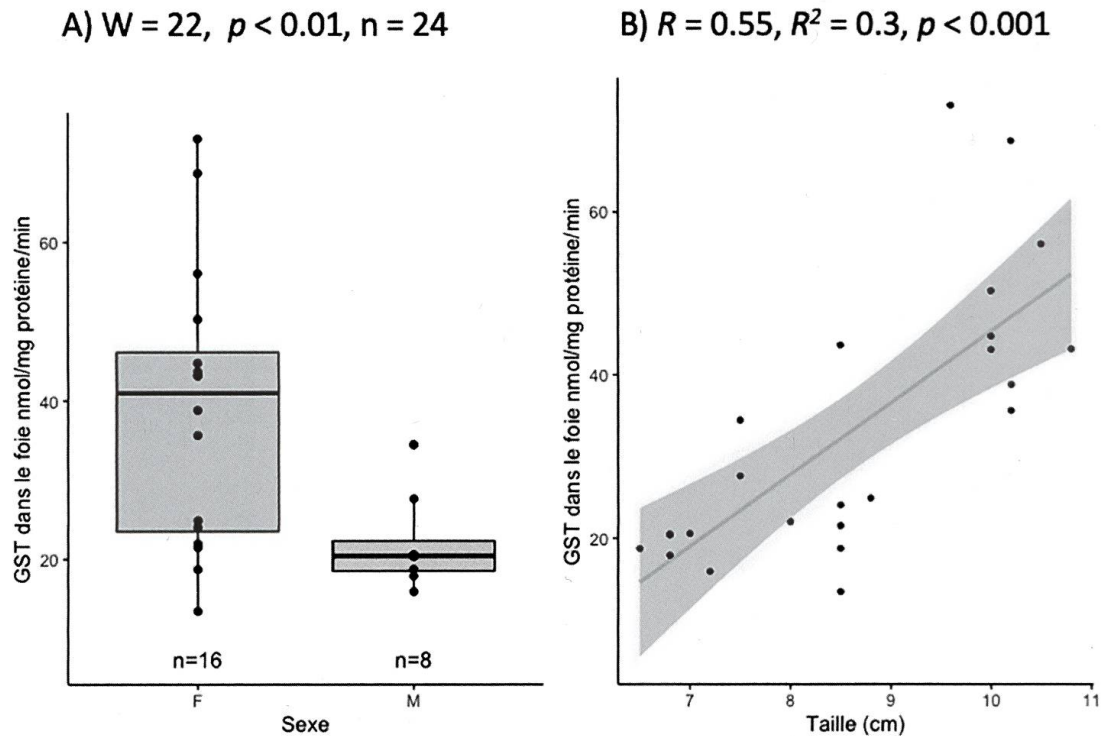 A) W = 22, p < 0.01, n = 24
GST dans le foie nmol/mg protéine/min
60
40
20
n=16
n=8
F
M
Sexe
B) R = 0.55, R² = 0.3, p < 0.001
GST dans le foie nmol/mg protéine/min
60
40
20
7
8
9
10
11
Taille (cm)